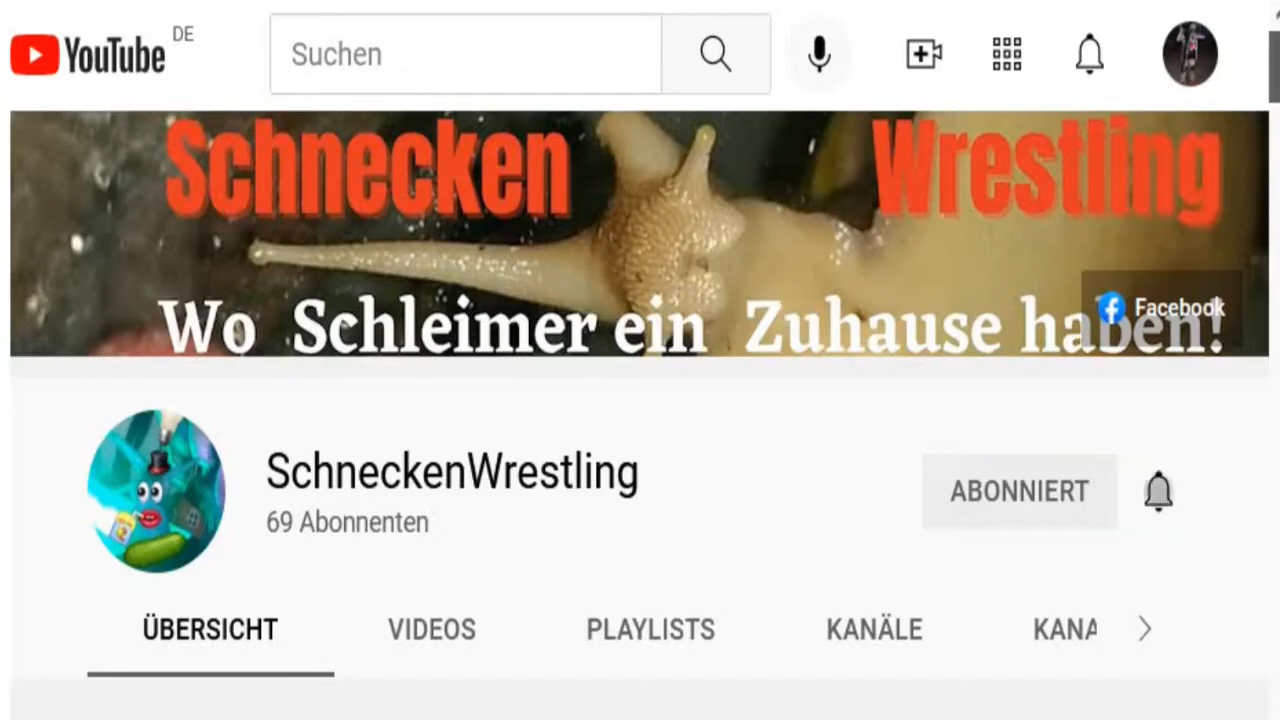 YouTube DE
Suchen
Schnecken Wrestling
Wo Schleimer ein Zuhause haben!
Facebook
SchneckenWrestling
69 Abonnenten
ABONNIERT
ÜBERSICHT VIDEOS PLAYLISTS KANÄLE KANA